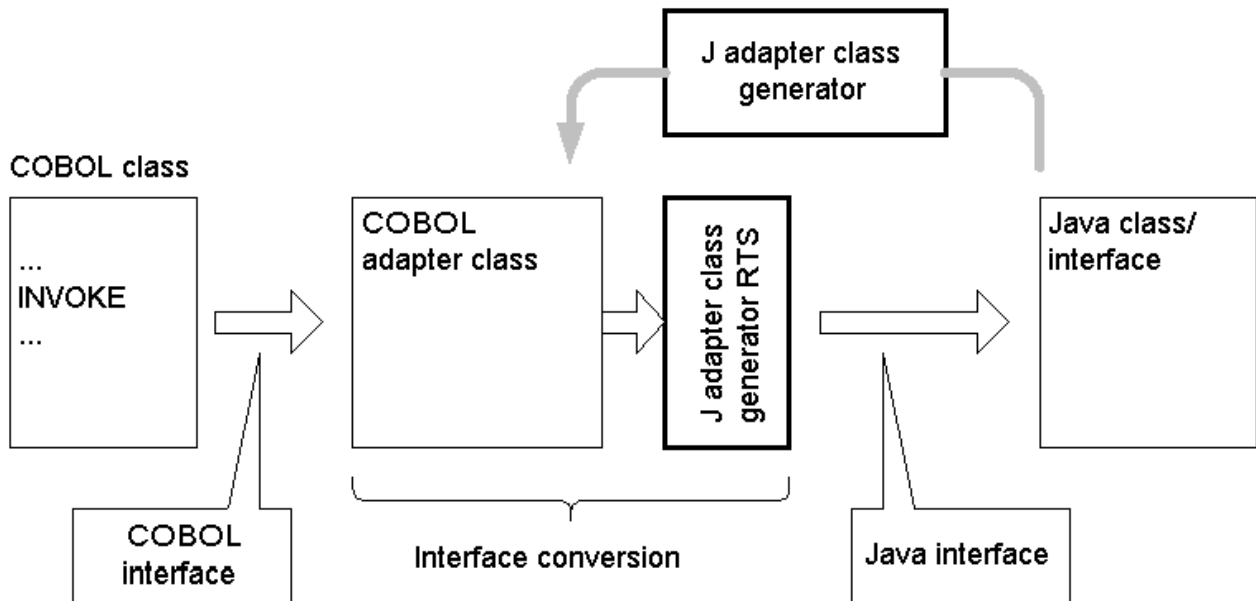 J adapter class
generator
COBOL class
...
INVOKE
...
COBOL
adapter class
J adapter class
generator RTS
Java class/
interface
COBOL
interface
Interface conversion
Java interface